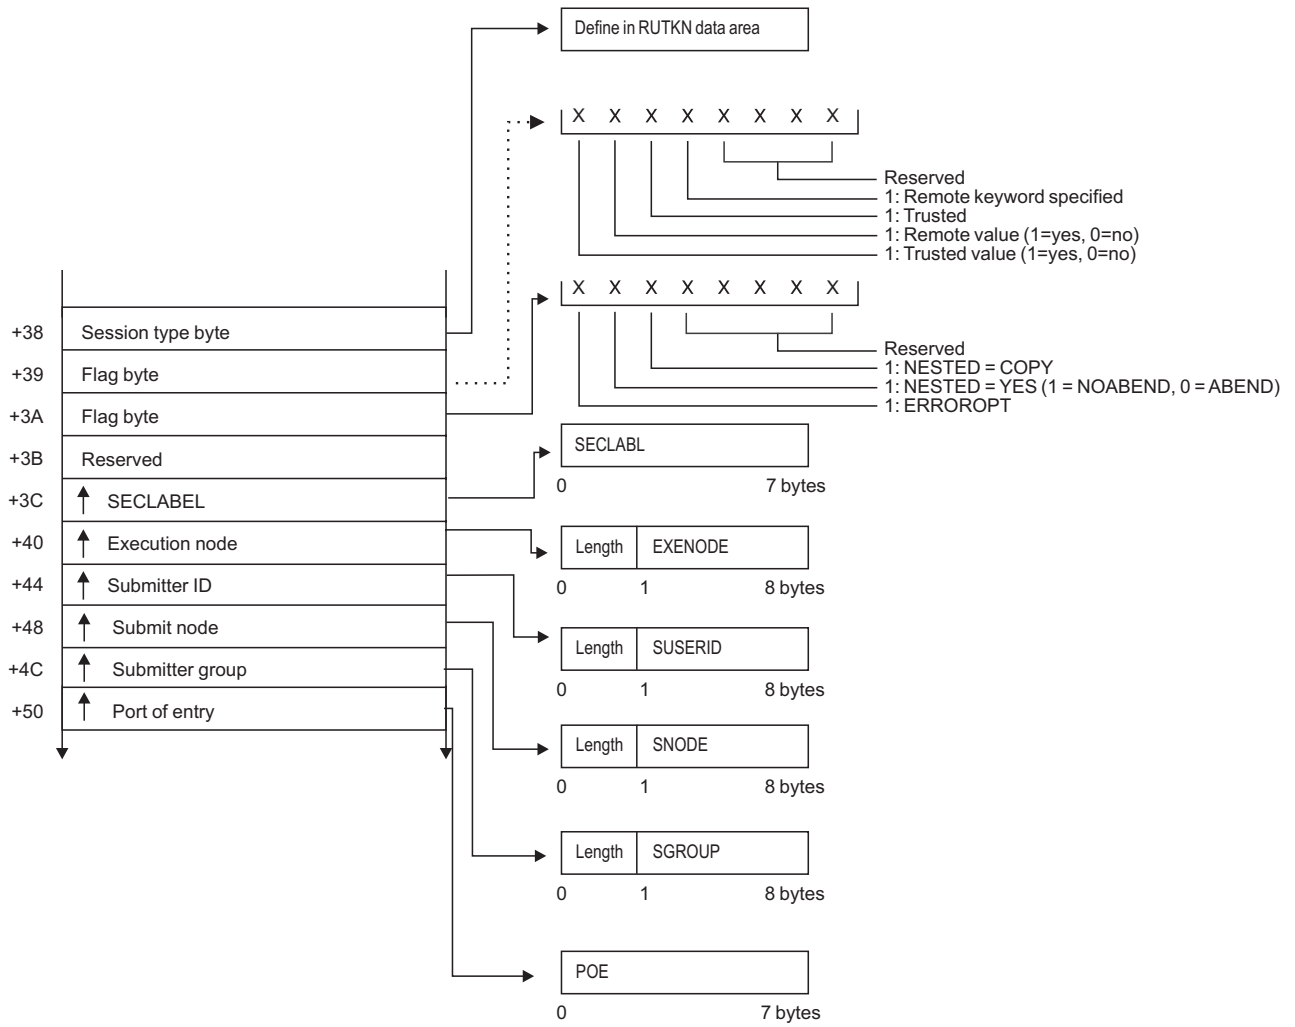 Define in RUTKN data area
X X X X X X X X
Reserved
1: Remote keyword specified
1: Trusted
1: Remote value (1=yes, 0=no)
1: Trusted value (1=yes, 0=no)
X X X X X X X X
Reserved
1: NESTED = COPY
1: NESTED = YES (1 = NOABEND, 0 = ABEND)
1: ERROROPT
+38 Session type byte
+39 Flag byte
+3A Flag byte
+3B Reserved
+3C ↑ SECLABEL
+40 ↑ Execution node
+44 ↑ Submitter ID
+48 ↑ Submit node
+4C ↑ Submitter group
+50 ↑ Port of entry
SECLABL
0 7 bytes
Length EXENODE
0 1 8 bytes
Length SUSERID
0 1 8 bytes
Length SNODE
0 1 8 bytes
Length SGROUP
0 1 8 bytes
POE
0 7 bytes